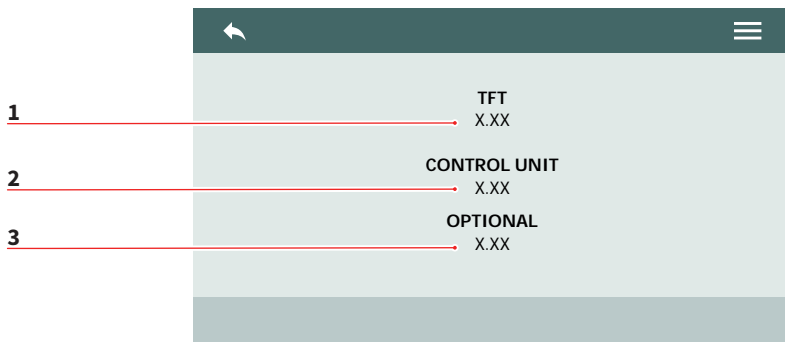 TFT
1
X.XX
CONTROL UNIT
2
X.XX
OPTIONAL
3
X.XX